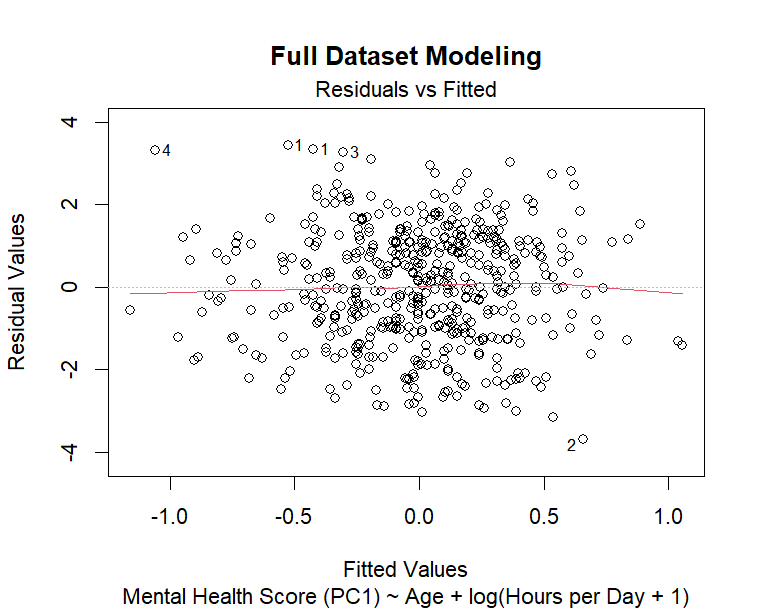 Full Dataset Modeling
Residuals vs Fitted
4
2
0
-2
-4
Residual Values
4
1
1
3
2
-1.0 -0.5 0.0 0.5 1.0
Fitted Values
Mental Health Score (PC1) ~ Age + log(Hours per Day + 1)